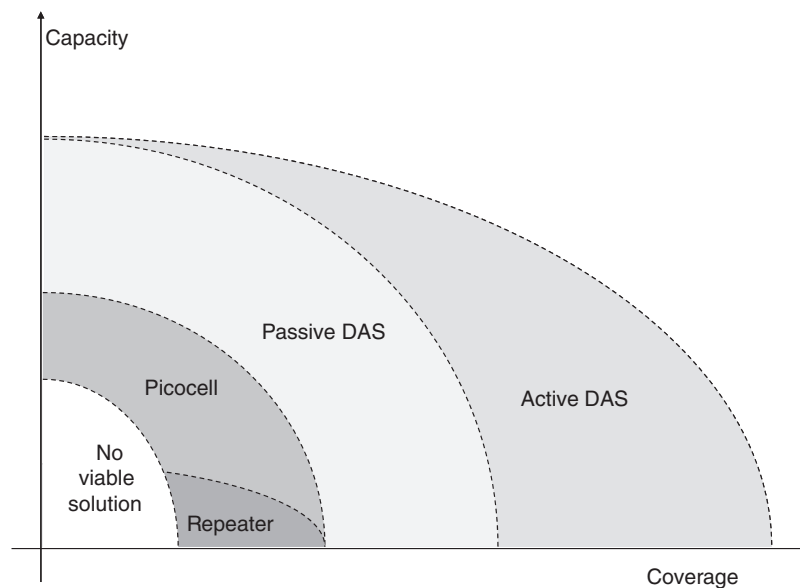 Capacity
Passive DAS
Picocell
Active DAS
No
viable
solution
Repeater
Coverage